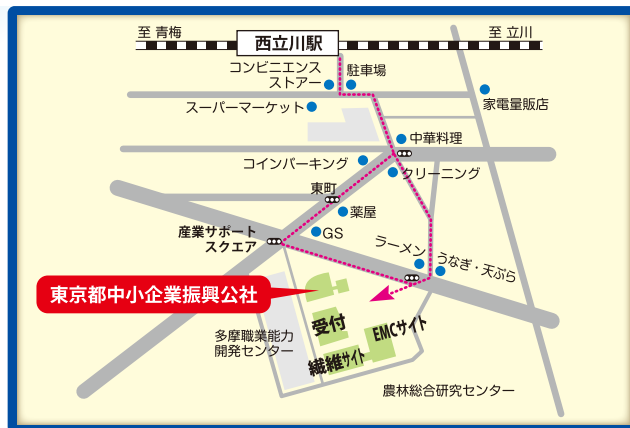 至 青梅
至 立川
西立川駅
コンビニエンス
ストアー
駐車場
家電量販店
スーパーマーケット
中華料理
コインパーキング
クリーニング
東町
薬屋
産業サポート
スクエア
GS
ラーメン
うなぎ・天ぷら
東京都中小企業振興公社
受付
EMCサイト
多摩職業能力
開発センター
繊維サイト
農林総合研究センター